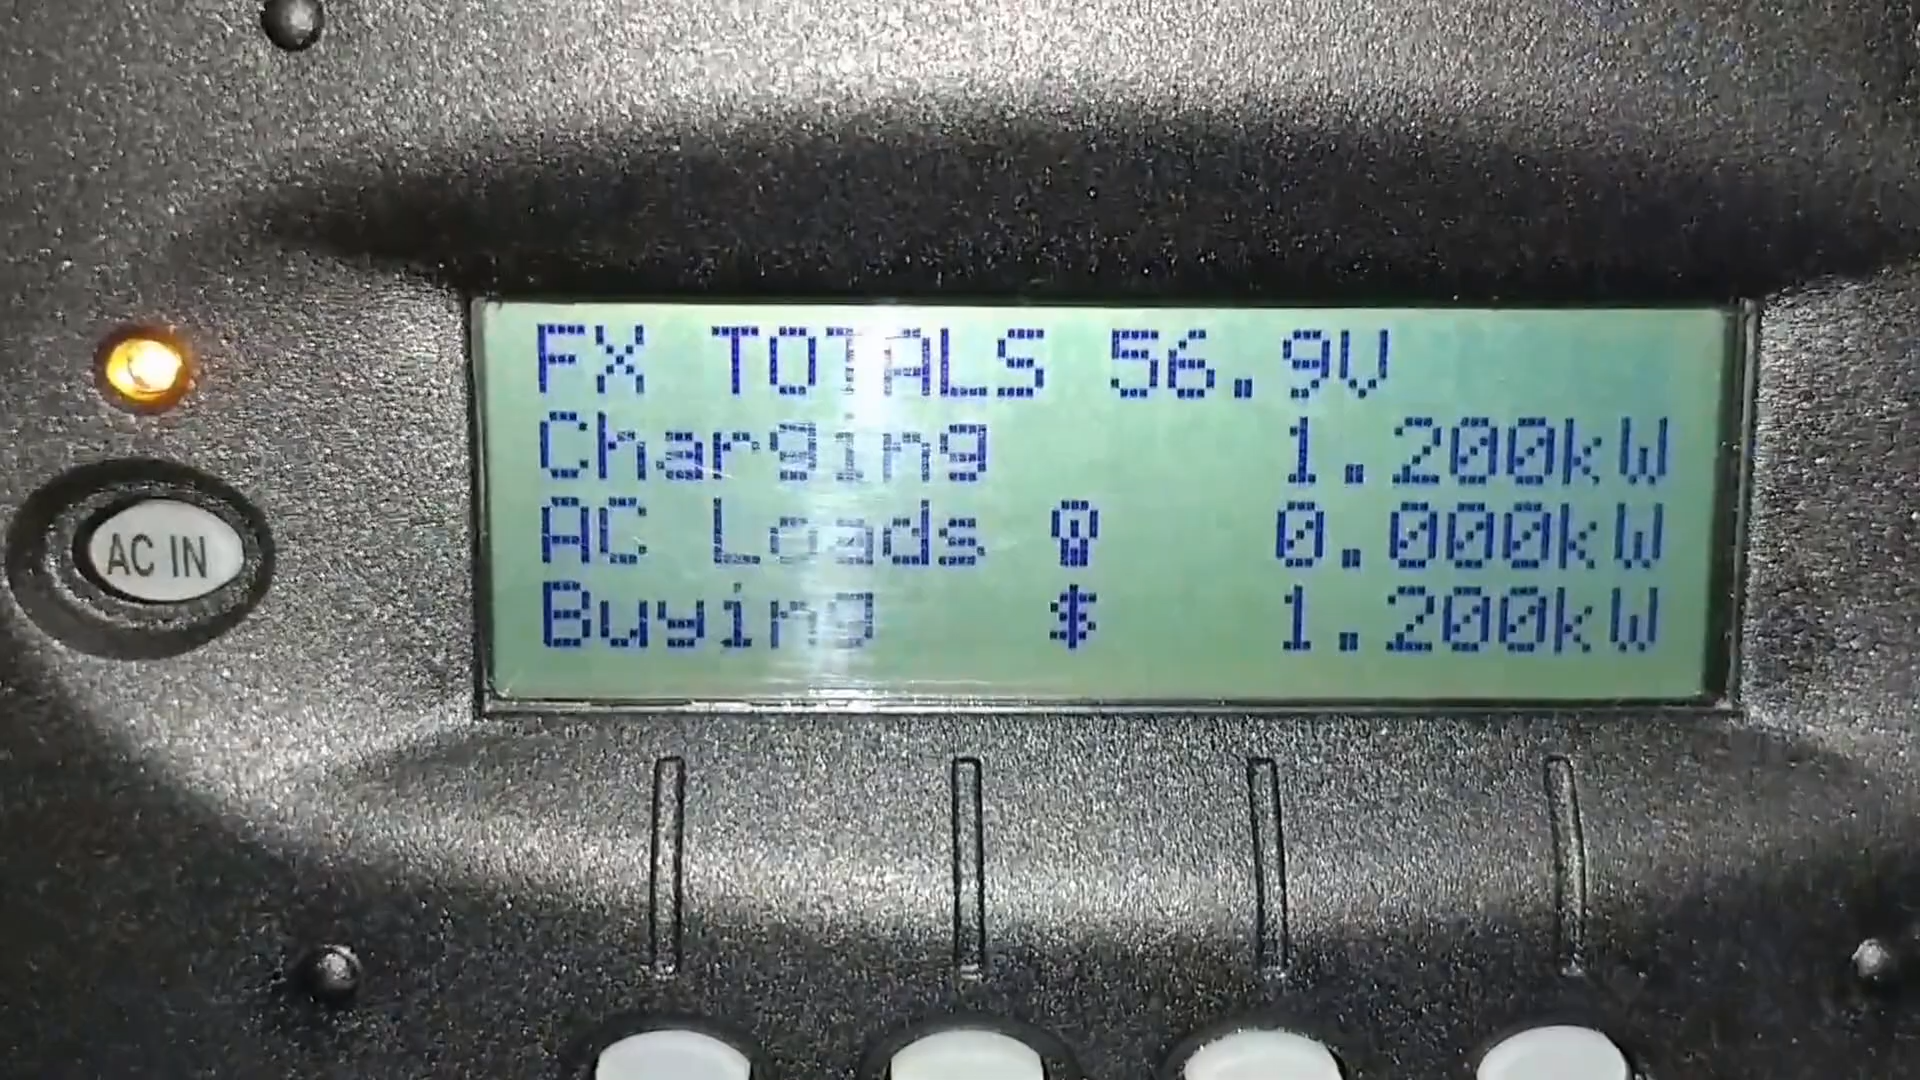 FX TOTALS 56.9V
Charging 1.200kW
AC Loads 0.000kW
Buying $ 1.200kW
AC IN